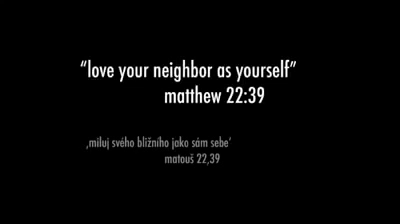 “love your neighbor as yourself”
matthew 22:39
‚miluj svého bližního jako sám sebe‘
matouš 22,39